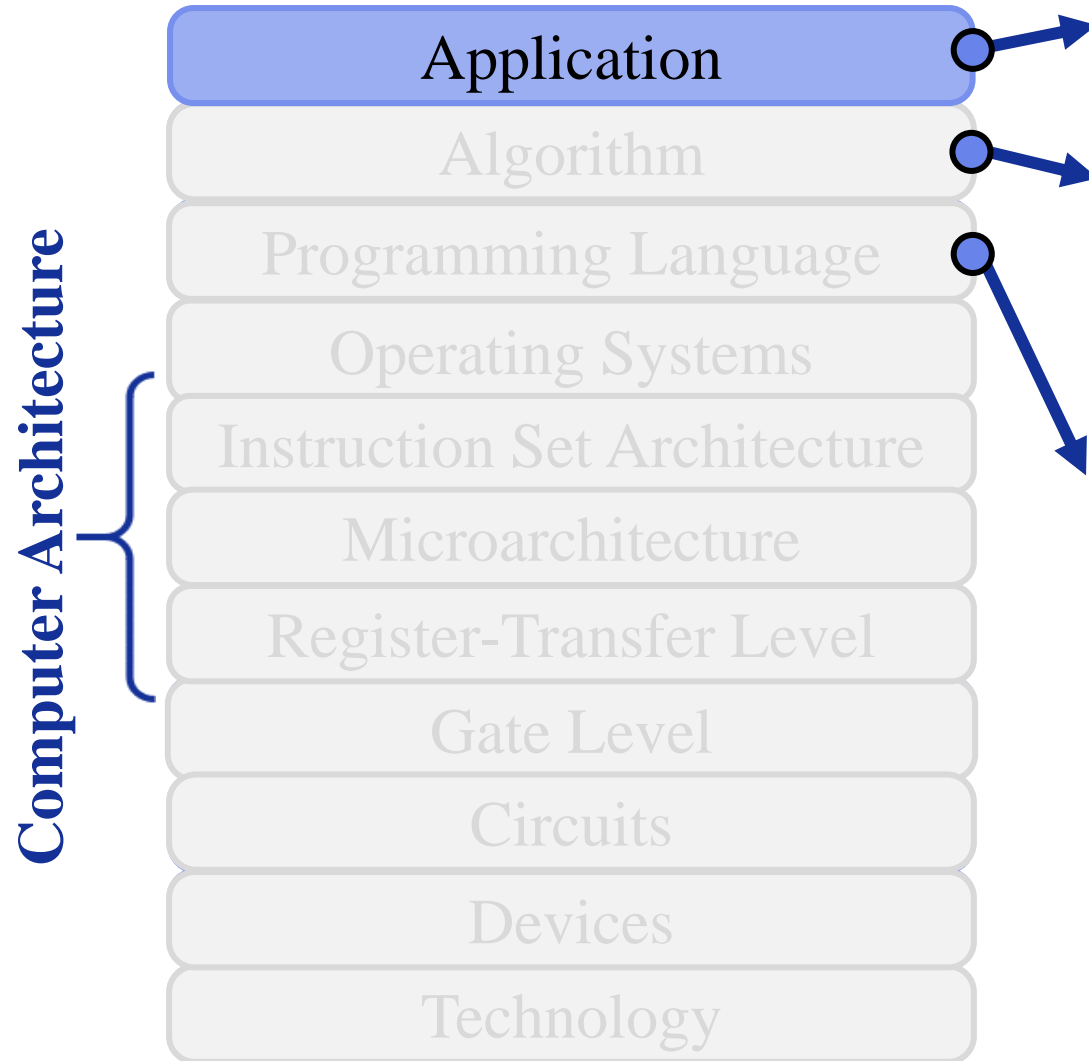 Application
Algorithm
Programming Language
Operating Systems
Instruction Set Architecture
Microarchitecture
Register-Transfer Level
Gate Level
Circuits
Devices
Technology
Computer Architecture